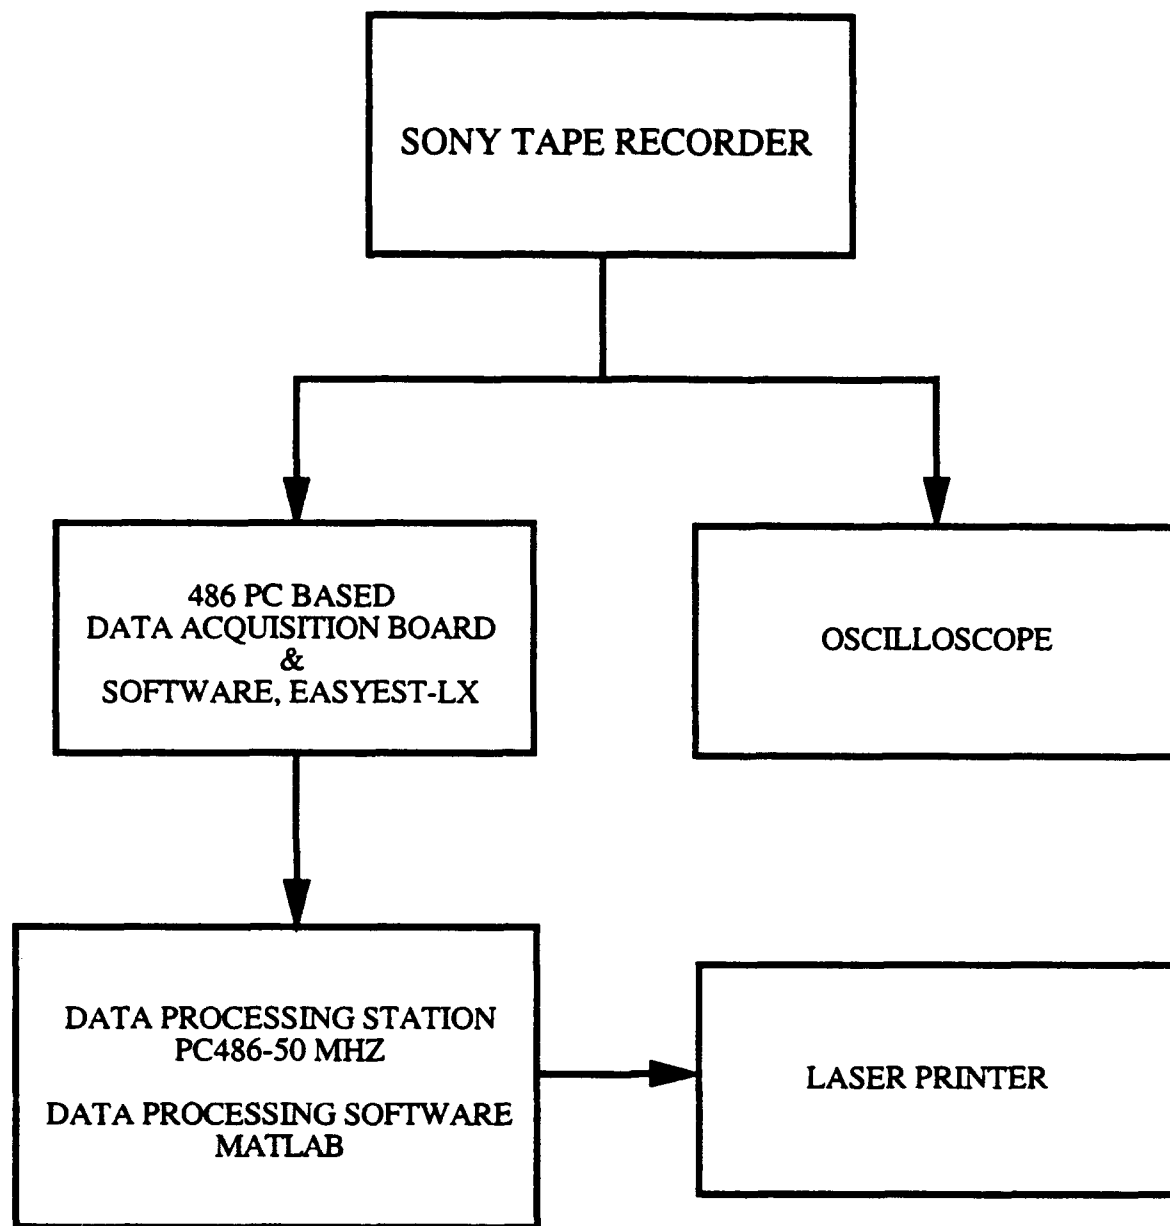 SONY TAPE RECORDER
486 PC BASED
DATA ACQUISITION BOARD
&
SOFTWARE, EASYEST-LX
OSCILLOSCOPE
DATA PROCESSING STATION
PC486-50 MHZ
DATA PROCESSING SOFTWARE
MATLAB
LASER PRINTER